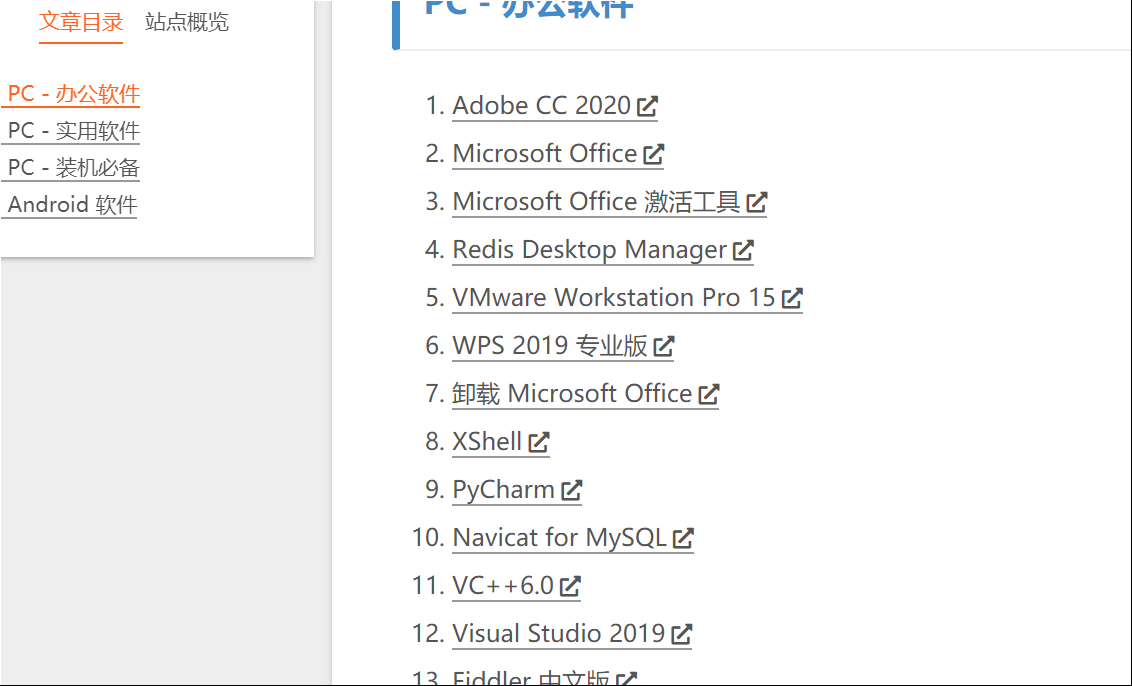 文章目录 站点概览
PC - 办公软件
PC - 实用软件
PC - 装机必备
Android 软件
PC - 办公软件
1. Adobe CC 2020
2. Microsoft Office
3. Microsoft Office 激活工具
4. Redis Desktop Manager
5. VMware Workstation Pro 15
6. WPS 2019 专业版
7. 卸载 Microsoft Office
8. XShell
9. PyCharm
10. Navicat for MySQL
11. VC++6.0
12. Visual Studio 2019
13. Fiddler 中文版